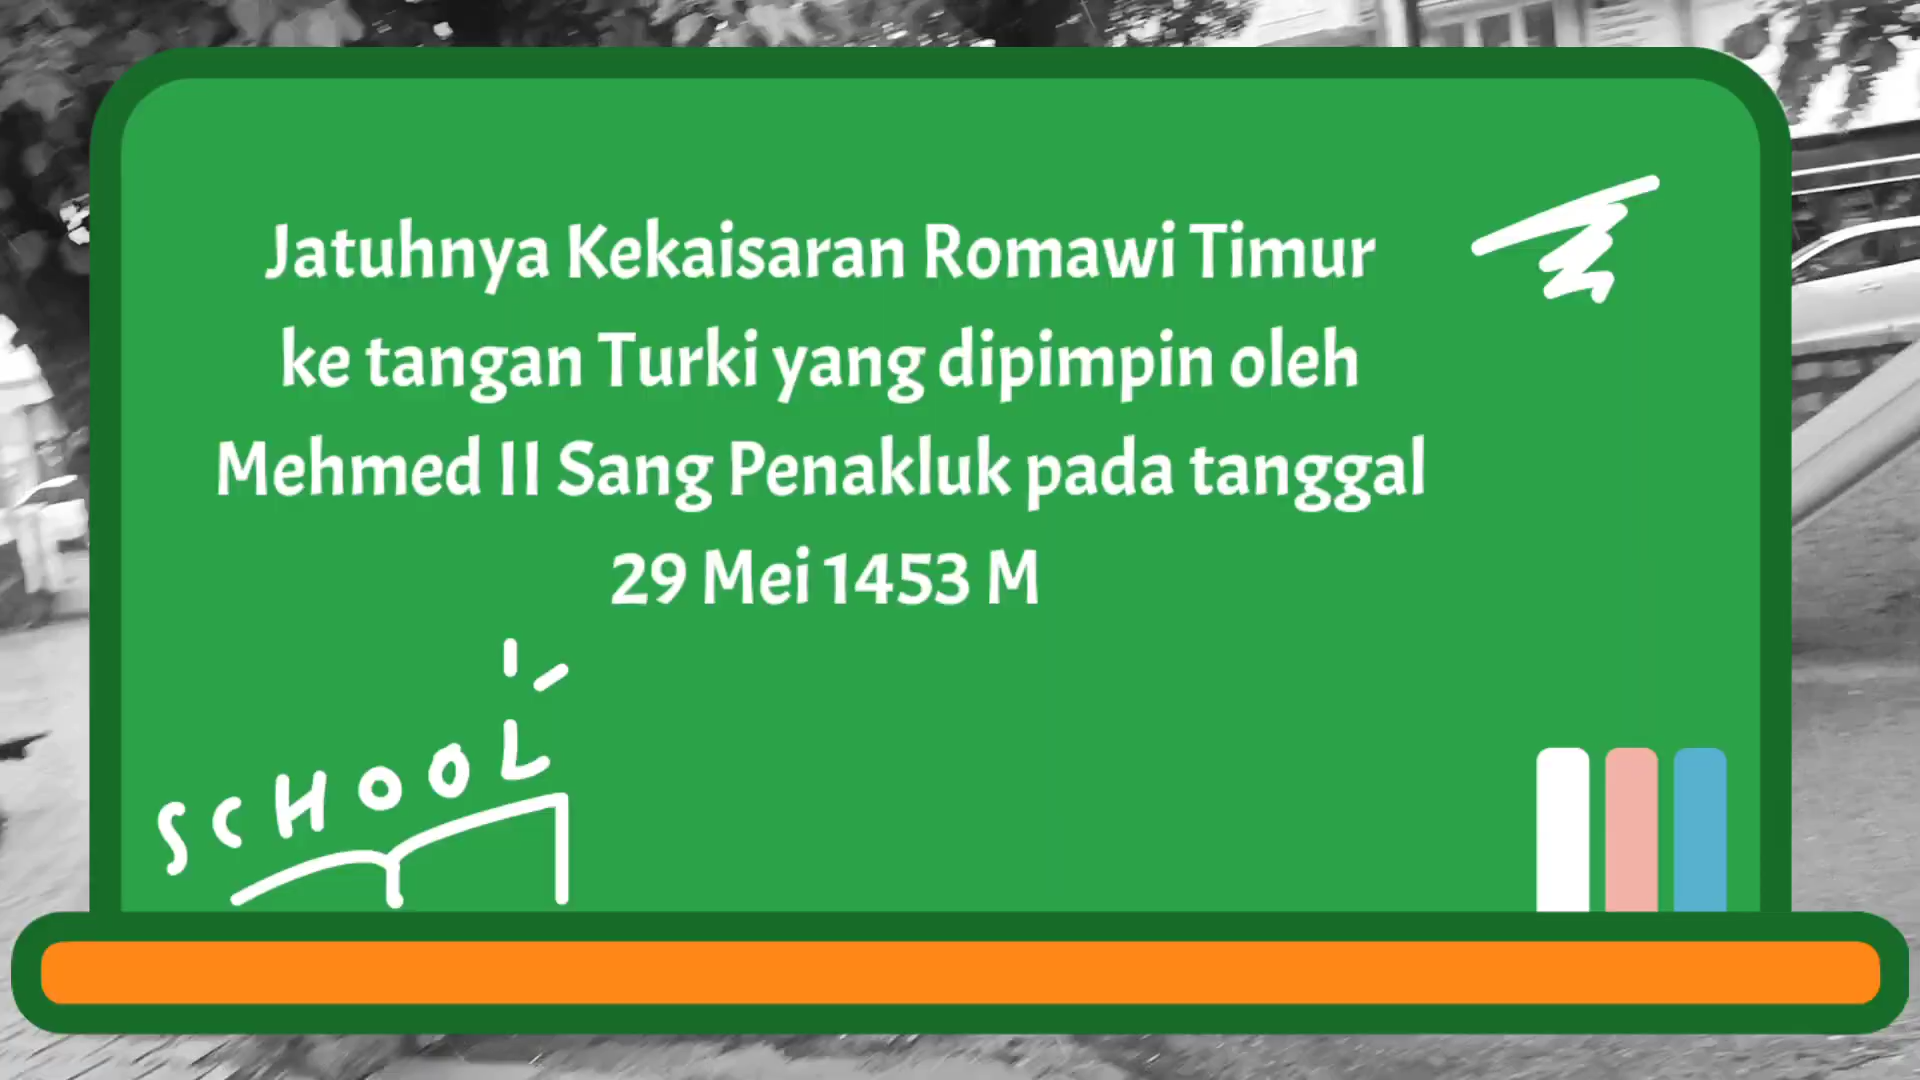 Jatuhnya Kekaisaran Romawi Timur
ke tangan Turki yang dipimpin oleh
Mehmed II Sang Penakluk pada tanggal
29 Mei 1453 M
SCHOOL